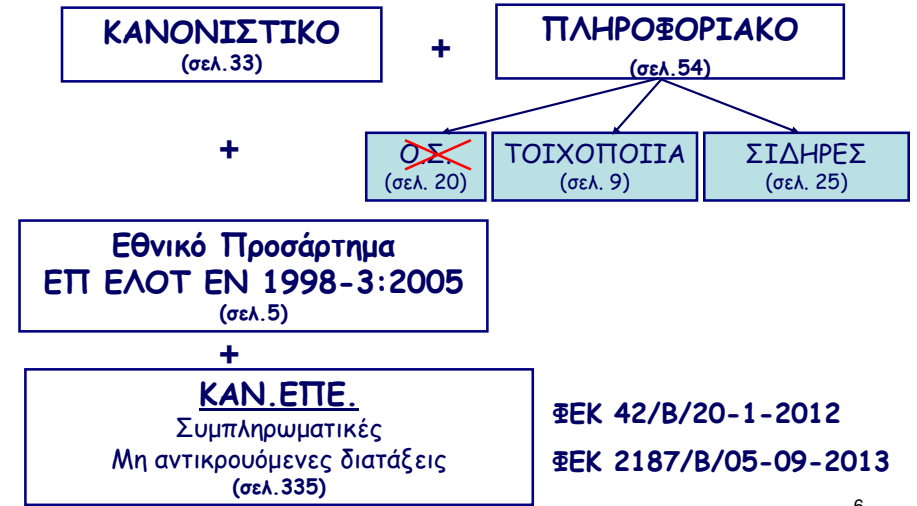 ΚΑΝΟΝΙΣΤΙΚΟ
(σελ.33)
+
ΠΛΗΡΟΦΟΡΙΑΚΟ
(σελ.54)
+
Ο.Σ.
(σελ. 20)
ΤΟΙΧΟΠΟΙΙΑ
(σελ. 9)
ΣΙΔΗΡΕΣ
(σελ. 25)
Εθνικό Προσάρτημα
ΕΠ ΕΛΟΤ EN 1998-3:2005
(σελ.5)
+
ΚΑΝ.ΕΠΕ.
Συμπληρωματικές
Μη αντικρουόμενες διατάξεις
(σελ.335)
ΦΕΚ 42/Β/20-1-2012
ΦΕΚ 2187/Β/05-09-2013
6